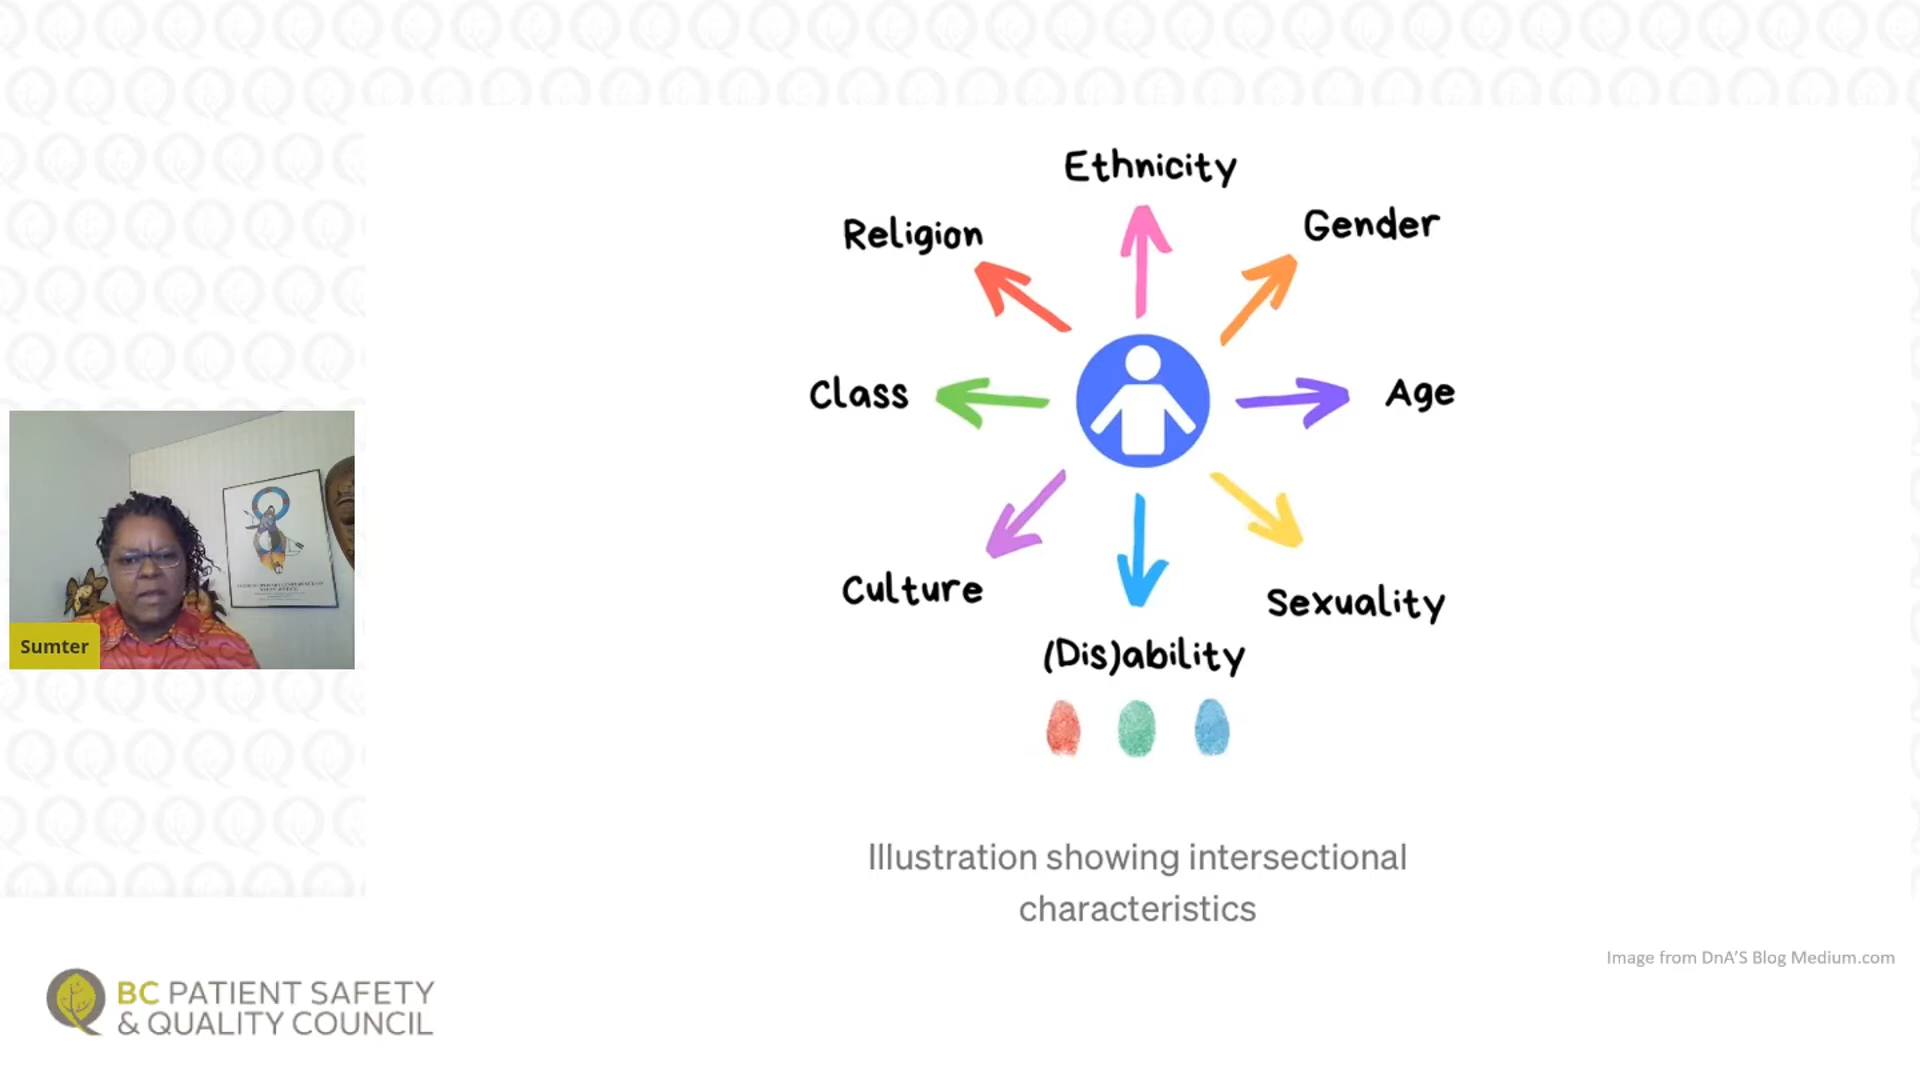 Ethnicity
Religion
Gender
Class
Age
Culture
Sexuality
(Dis)ability
Sumter
Illustration showing intersectional
characteristics
Image from DnA'S Blog Medium.com
BC PATIENT SAFETY
& QUALITY COUNCIL